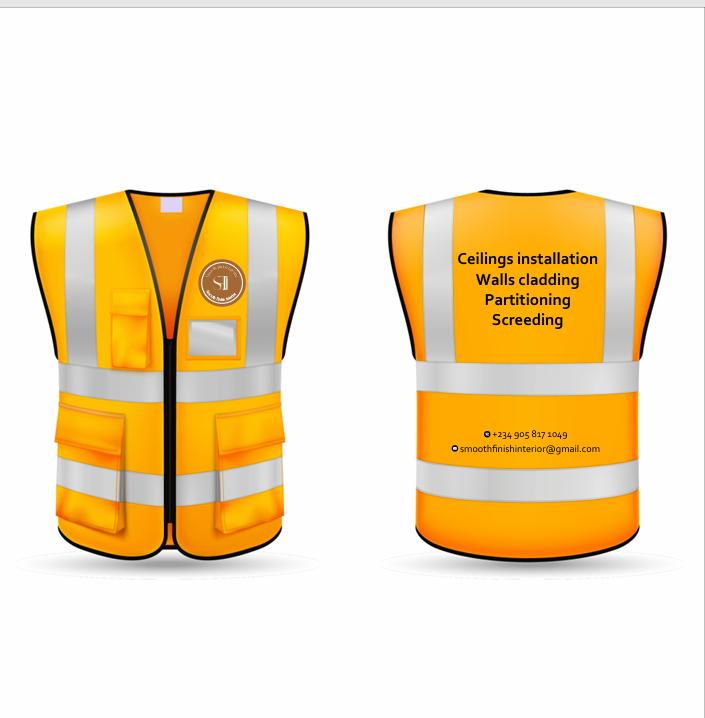 Ceilings installation
Walls cladding
Partitioning
Screeding
+234 905 817 1049
smoothfinishinterior@gmail.com